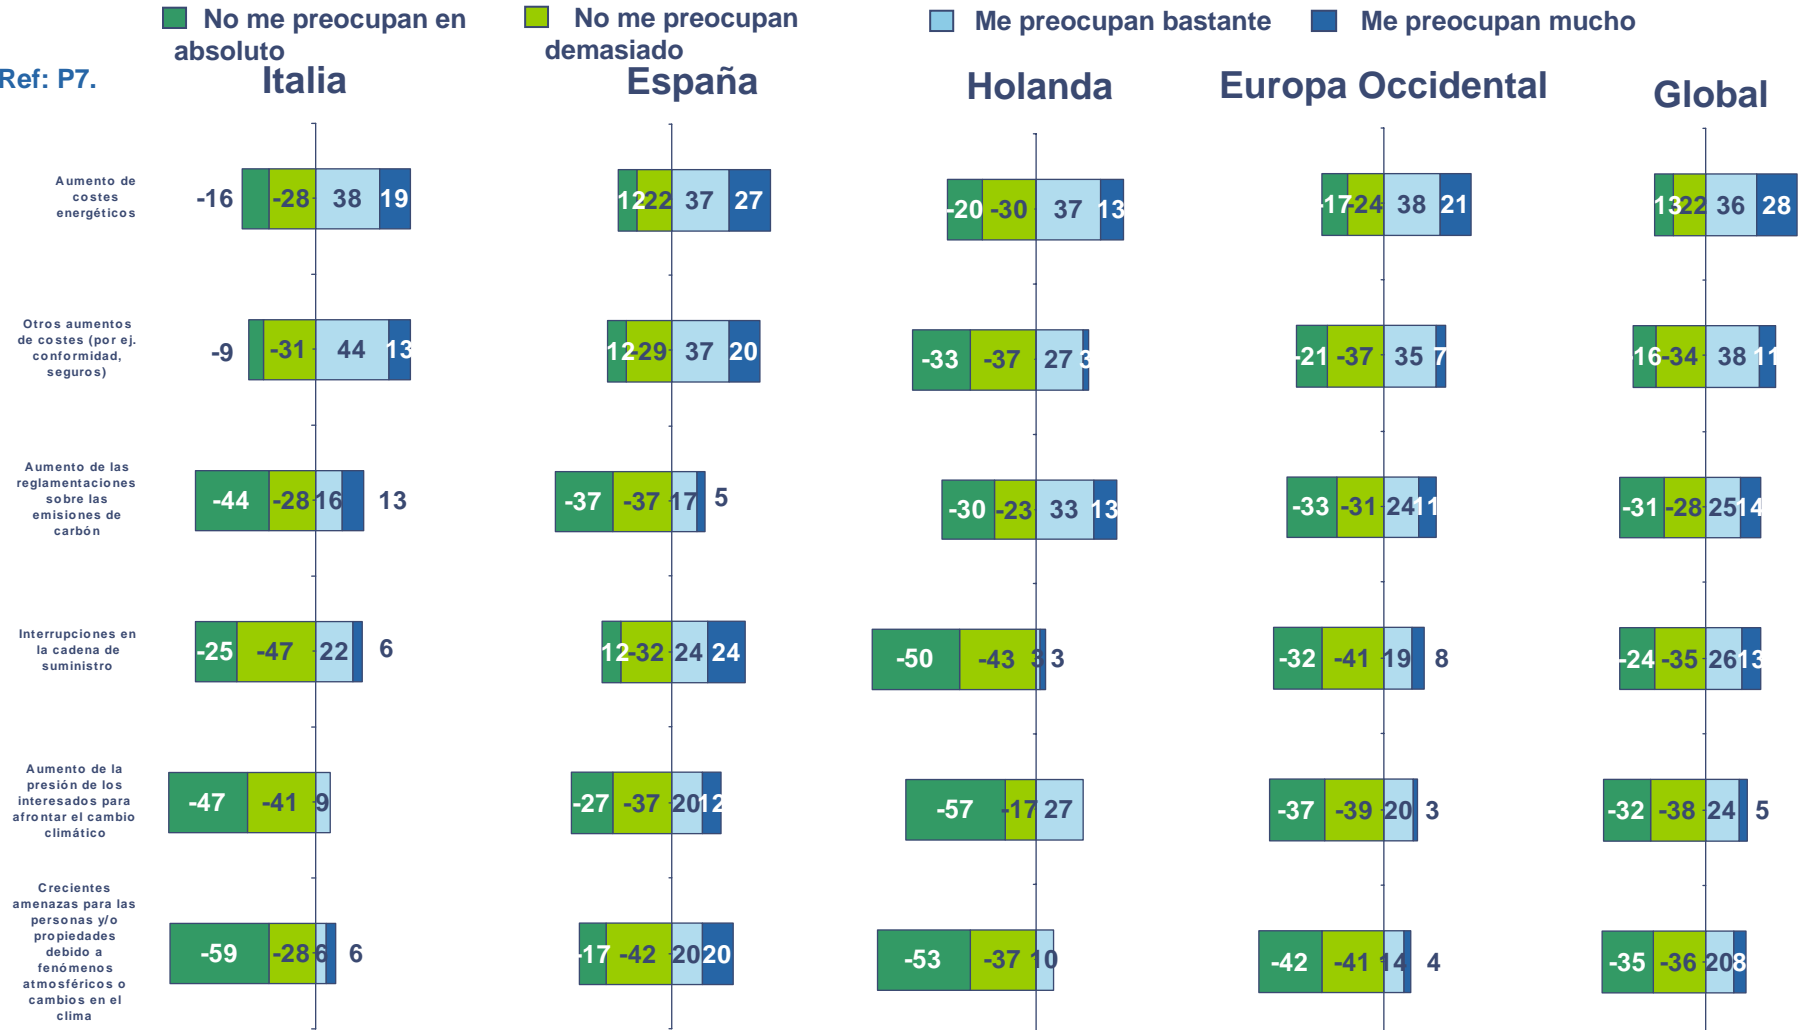 No me preocupan en
absoluto
No me preocupan
demasiado
Me preocupan bastante
Me preocupan mucho
Ref: P7.
Italia
España
Holanda
Europa Occidental
Global
Aumento de
costes
energéticos
-16 -28 38 19
12 -22 37 27
-20 -30 37 13
-17 -24 38 21
13 -22 36 28
Otros aumentos
de costes (por ej.
conformidad,
seguros)
-9 -31 44 13
12 -29 37 20
-33 -37 27 3
-21 -37 35 7
-16 -34 38 11
Aumento de las
reglamentaciones
sobre las
emisiones de
carbón
-44 -28 16 13
-37 -37 17 5
-30 -23 33 13
-33 -31 24 11
-31 -28 25 14
Interrupciones en
la cadena de
suministro
-25 -47 22 6
12 -32 24 24
-50 -43 3 3
-32 -41 19 8
-24 -35 26 13
Aumento de la
presión de los
interesados para
afrontar el cambio
climático
-47 -41 9
-27 -37 20 12
-57 -17 27
-37 -39 20 3
-32 -38 24 5
Crecientes
amenazas para las
personas y/o
propiedades
debido a
fenómenos
atmosféricos o
cambios en el
clima
-59 -28 6 6
-17 -42 20 20
-53 -37 10
-42 -41 14 4
-35 -36 20 8